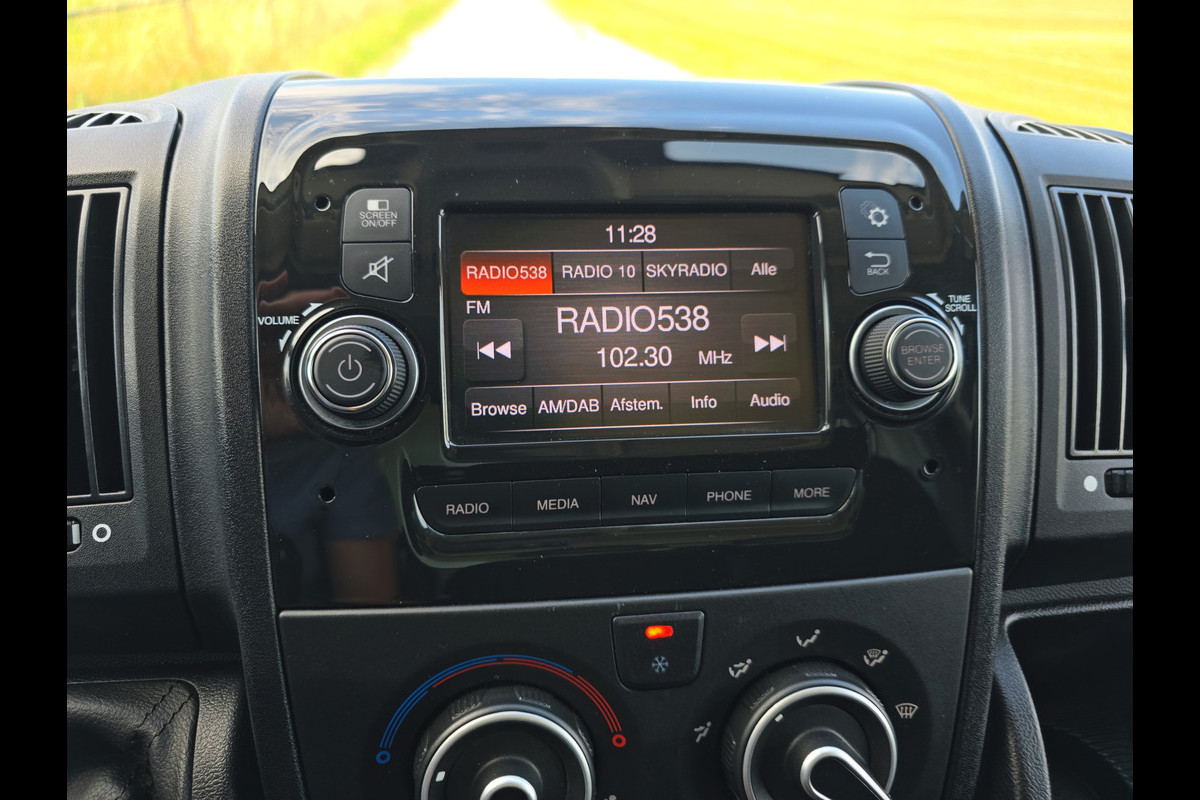 SCREEN
ON/OFF
11:28
RADIO538 RADIO 10 SKYRADIO Alle
FM
RADIO538
102.30 MHz
Browse AM/DAB Afstem. Info Audio
BACK
VOLUME
TUNE
SCROLL
BROWSE
ENTER
RADIO MEDIA NAV PHONE MORE